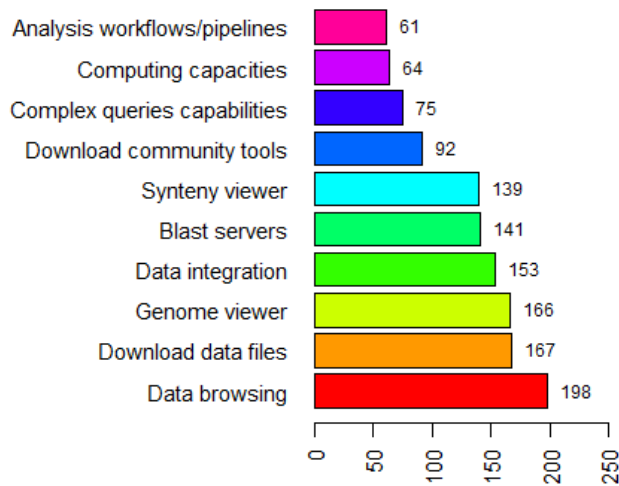 Analysis workflows/pipelines 61
Computing capacities 64
Complex queries capabilities 75
Download community tools 92
Synteny viewer 139
Blast servers 141
Data integration 153
Genome viewer 166
Download data files 167
Data browsing 198
0 50 100 150 200 250